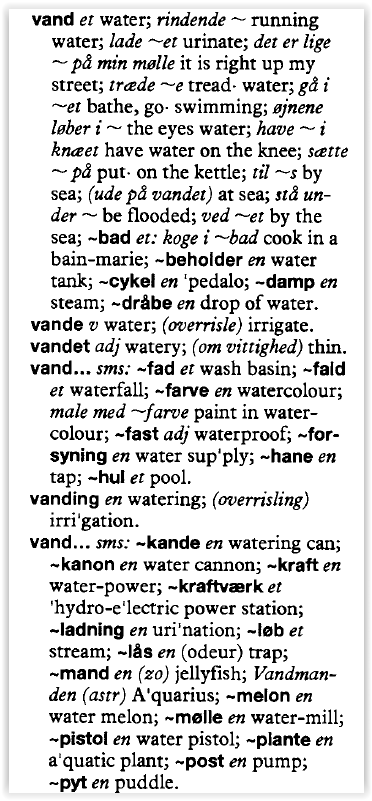 vand et water; rindende ~ running
water; lade ~et urinate; det er lige
~ på min mølle it is right up my
street; træde ~e tread· water; gå i
~et bathe, go· swimming; øjnene
løber i ~ the eyes water; have ~ i
knæet have water on the knee; sætte
~ på put· on the kettle; til ~s by
sea; (ude på vandet) at sea; stå un-
der ~ be flooded; ved ~et by the
sea; ~bad et: koge i ~bad cook in a
bain-marie; ~beholder en water
tank; ~cykel en 'pedalo; ~damp en
steam; ~dråbe en drop of water.
vande v water; (overrisle) irrigate.
vandet adj watery; (om vittighed) thin.
vand... sms: ~fad et wash basin; ~fald
et waterfall; ~farve en watercolour;
male med ~farve paint in water-
colour; ~fast adj waterproof; ~for-
syning en water sup'ply; ~hane en
tap; ~hul et pool.
vanding en watering; (overrisling)
irri'gation.
vand... sms: ~kande en watering can;
~kanon en water cannon; ~kraft en
water-power; ~kraftværk et
'hydro-e'lectric power station;
~ladning en uri'nation; ~løb et
stream; ~lås en (odeur) trap;
~mand en (zo) jellyfish; Vandman-
den (astr) A'quarius; ~melon en
water melon; ~mølle en water-mill;
~pistol en water pistol; ~plante en
a'quatic plant; ~post en pump;
~pyt en puddle.